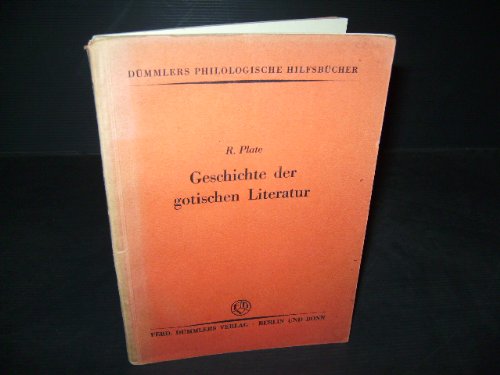 DÜMMLERS PHILOLOGISCHE HILFSBÜCHER
R. Plate
Geschichte der
gotischen Literatur
FERD. DÜMMLERS VERLAG · BERLIN UND BONN